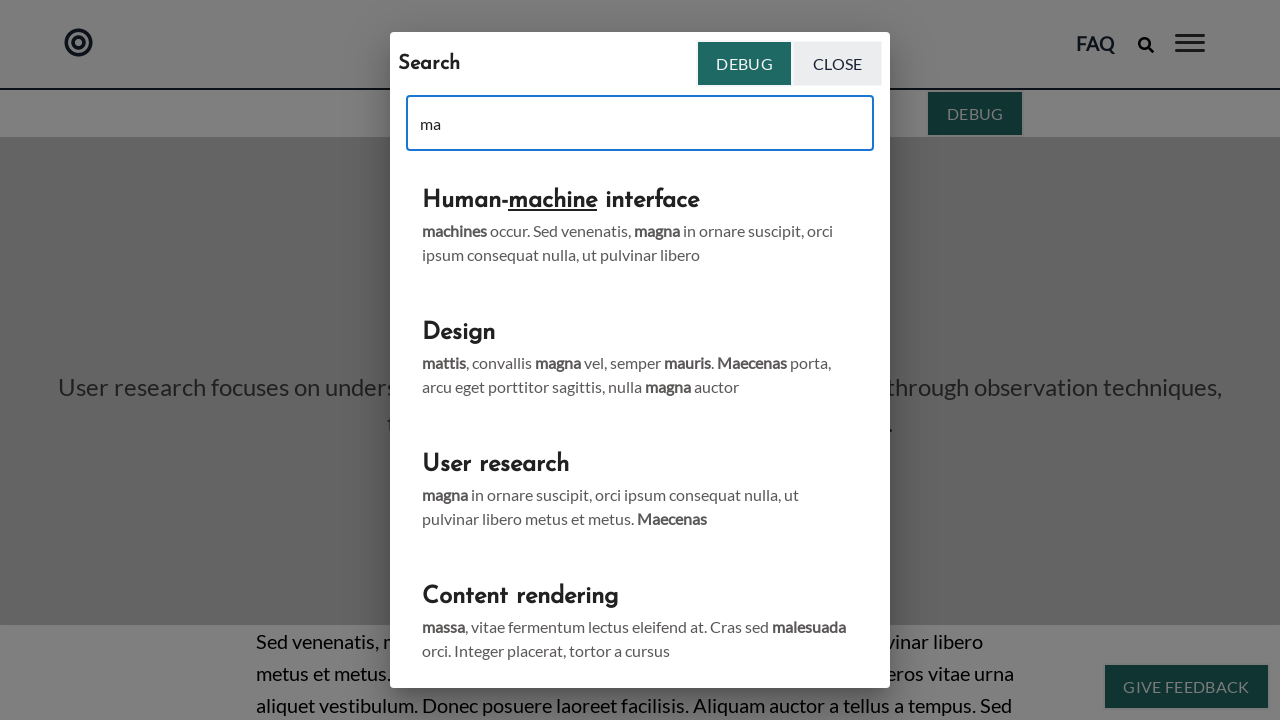 FAQ
DEBUG
Search
DEBUG
CLOSE
ma
Human-machine interface
machines occur. Sed venenatis, magna in ornare suscipit, orci
ipsum consequat nulla, ut pulvinar libero
Design
mattis, convallis magna vel, semper mauris. Maecenas porta,
arcu eget porttitor sagittis, nulla magna auctor
User research
magna in ornare suscipit, orci ipsum consequat nulla, ut
pulvinar libero metus et metus. Maecenas
Content rendering
massa, vitae fermentum lectus eleifend at. Cras sed malesuada
orci. Integer placerat, tortor a cursus
User research focuses on through observation techniques,
Sed venenatis,
metus et metus. eros vitae urna
aliquet vestibulum. Donec posuere laoreet facilisis. Aliquam auctor a tellus a tempus. Sed
GIVE FEEDBACK